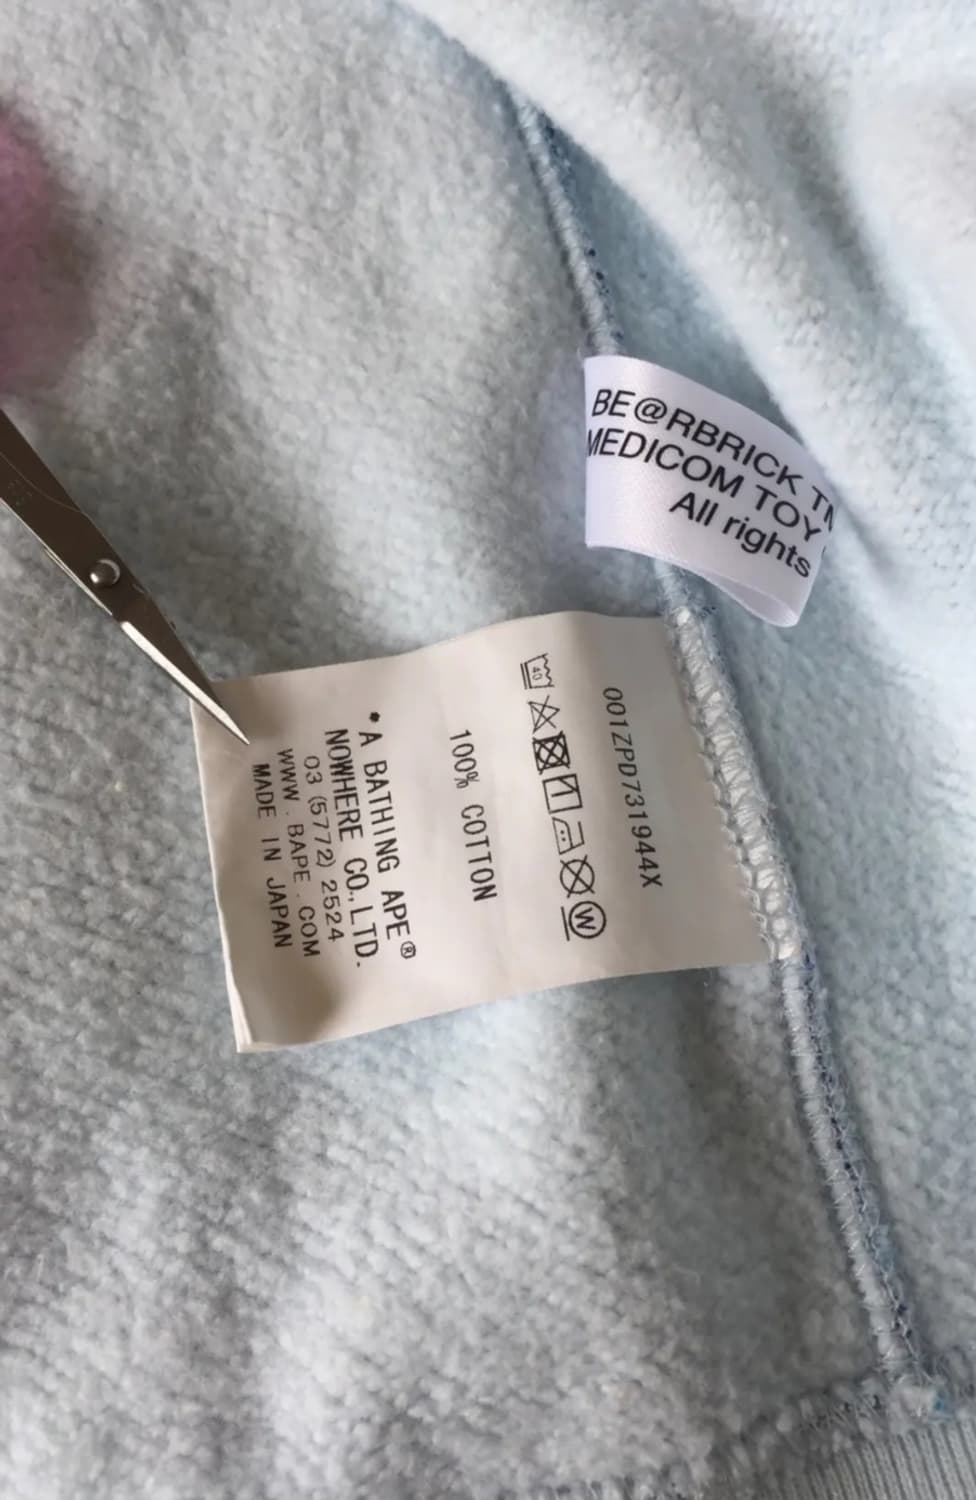 BE@RBRICK
MEDICOM TOY
All rights
001ZPD731944X
40
W
100% COTTON
• A BATHING APE®
NOWHERE CO.,LTD.
03 (5772) 2524
WWW . BAPE . COM
MADE IN JAPAN